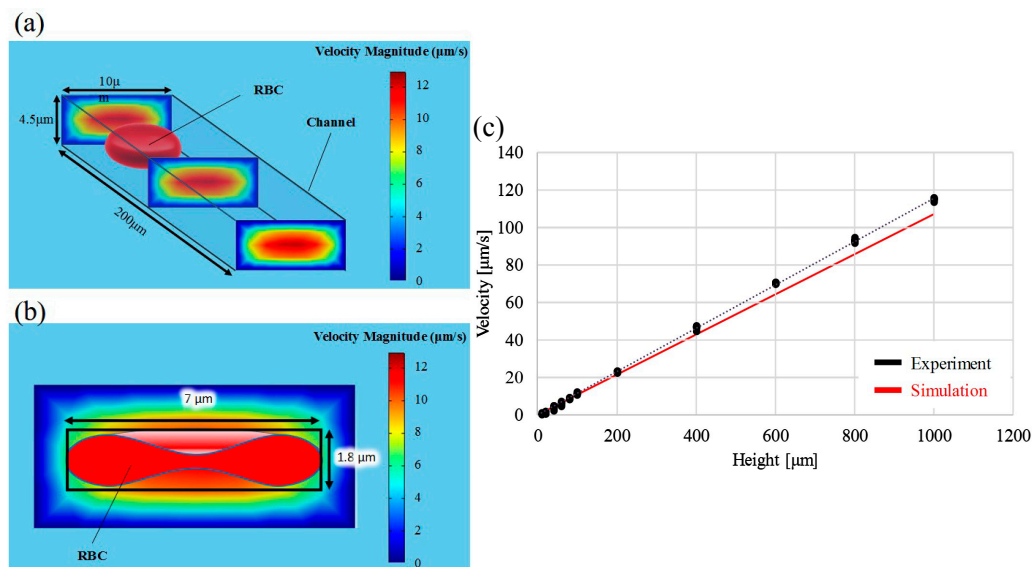 (a)
Velocity Magnitude (μm/s)
10μ
m
RBC
4.5μm
Channel
200μm
12
10
8
6
4
2
0
(b)
Velocity Magnitude (μm/s)
7 μm
1.8 μm
RBC
12
10
8
6
4
2
0
(c)
140
120
100
80
60
40
20
0
Velocity [μm/s]
0 200 400 600 800 1000 1200
Height [μm]
Experiment
Simulation